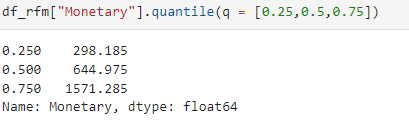 df_rfm["Monetary"].quantile(q = [0.25,0.5,0.75])
0.250 298.185
0.500 644.975
0.750 1571.285
Name: Monetary, dtype: float64